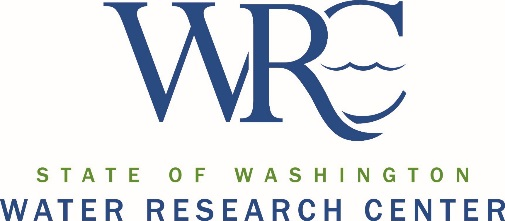 WRC
STATE OF WASHINGTON
WATER RESEARCH CENTER